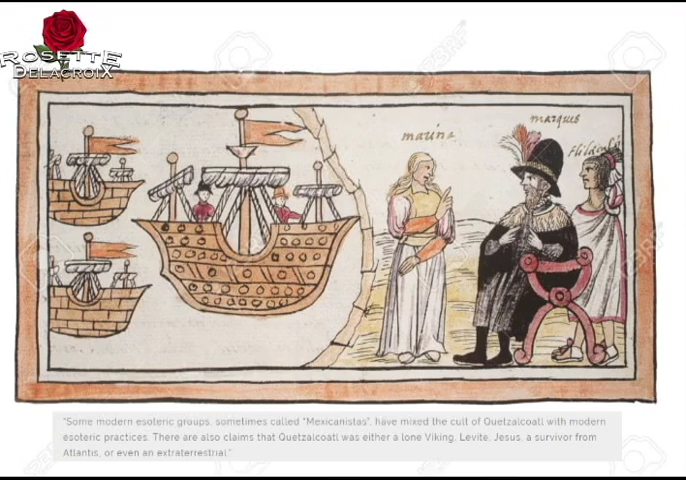 ROSETTE
DELACROIX
marina
marques
"Some modern esoteric groups, sometimes called "Mexicanistas", have mixed the cult of Quetzalcoatl with modern
esoteric practices. There are also claims that Quetzalcoatl was either a lone Viking, Levite, Jesus, a survivor from
Atlantis, or even an extraterrestrial."